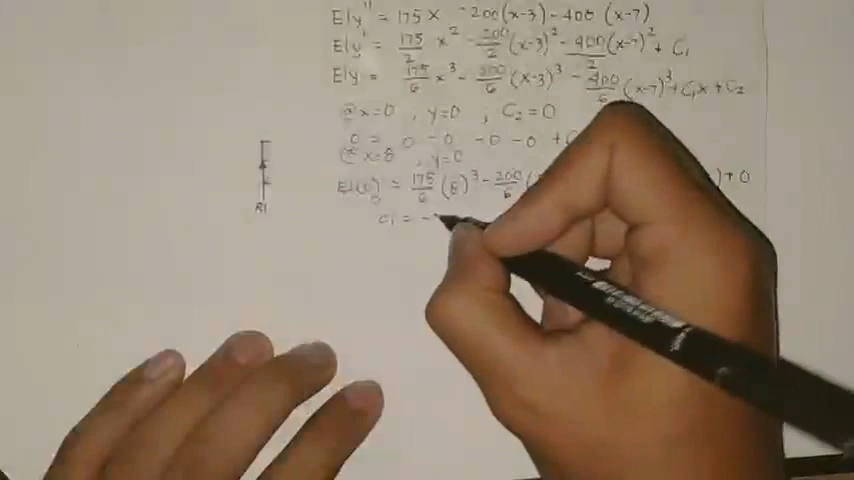 EIy'' = 175x - 200(x-3) - 400 (x-7)
EIy' = 175/2 x² - 200/2 (x-3)² - 400/2 (x-7)² + C₁
EIy = 175/6 x³ - 200/6 (x-3)³ - 400/6 (x-7)³ + C₁x + C₂
@ x=0 , y=0 , C₂ = 0
0 = 0 - 0 - 0 - 0 +
@ x=8 , y=0
EI(0) = 175/6 (8)³ - 200/6 ( ) + 0
C₁ = -
R1